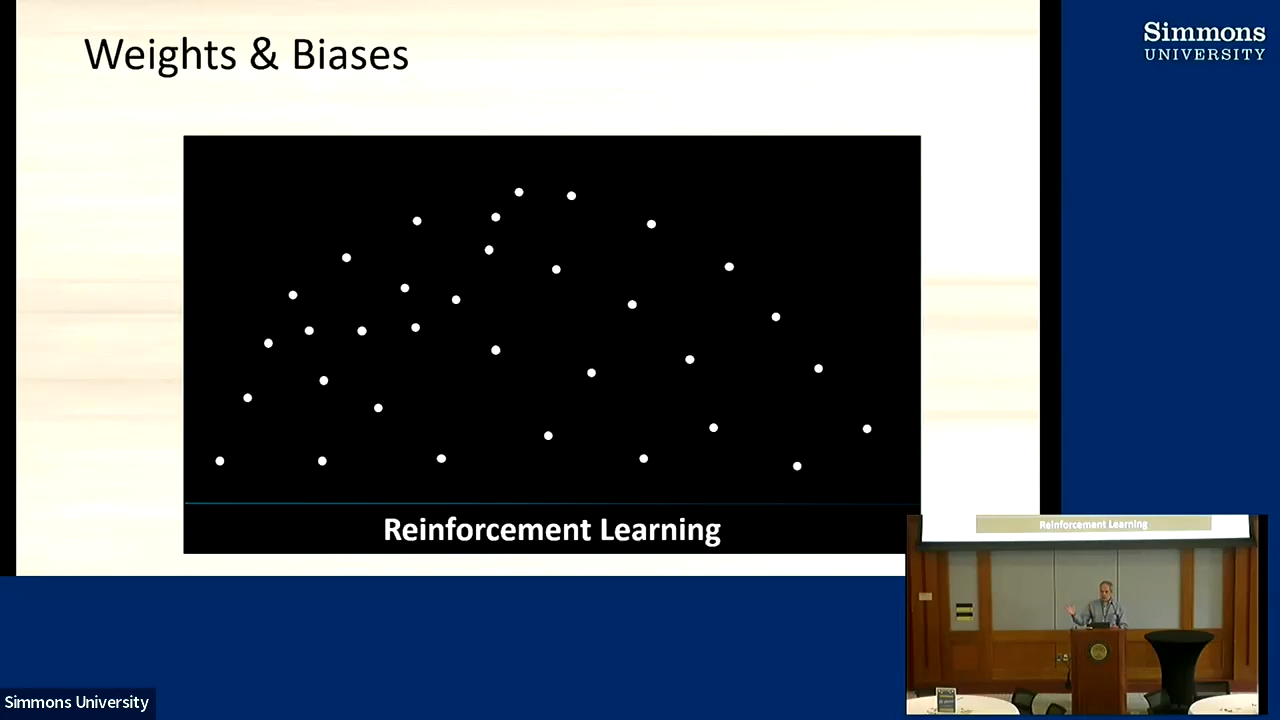 Weights & Biases
Simmons
UNIVERSITY
Reinforcement Learning
Reinforcement Learning
Simmons University